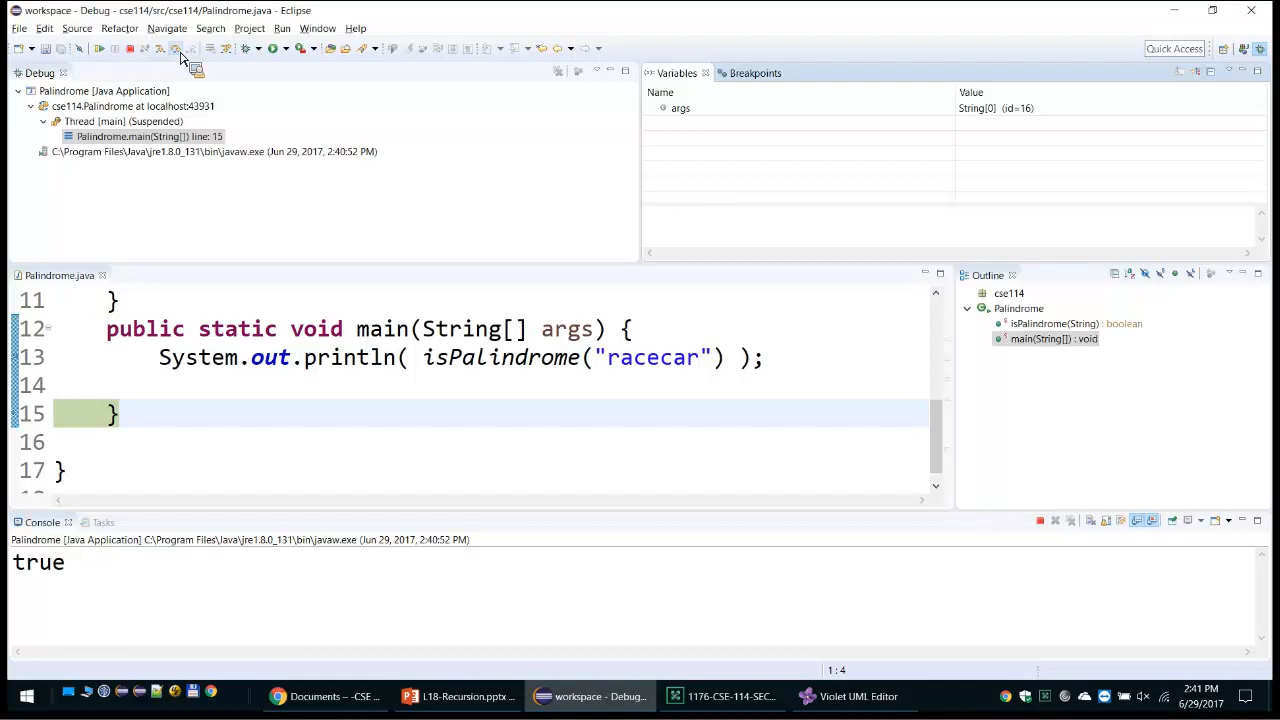 workspace - Debug - cse114/src/cse114/Palindrome.java - Eclipse
File Edit Source Refactor Navigate Search Project Run Window Help
Quick Access
Debug
Variables Breakpoints
Palindrome [Java Application]
cse114.Palindrome at localhost:43931
Thread [main] (Suspended)
Palindrome.main(String[]) line: 15
C:\Program Files\Java\jre1.8.0_131\bin\javaw.exe (Jun 29, 2017, 2:40:52 PM)
Name Value
args String[0] (id=16)
Palindrome.java
11 }
12 public static void main(String[] args) {
13 System.out.println( isPalindrome("racecar") );
14
15 }
16
17 }
Outline
cse114
Palindrome
isPalindrome(String) : boolean
main(String[]) : void
Console Tasks
Palindrome [Java Application] C:\Program Files\Java\jre1.8.0_131\bin\javaw.exe (Jun 29, 2017, 2:40:52 PM)
true
1 : 4
Documents – -CSE ...
L18-Recursion.pptx ...
workspace - Debug...
1176-CSE-114-SEC...
Violet UML Editor
2:41 PM
6/29/2017